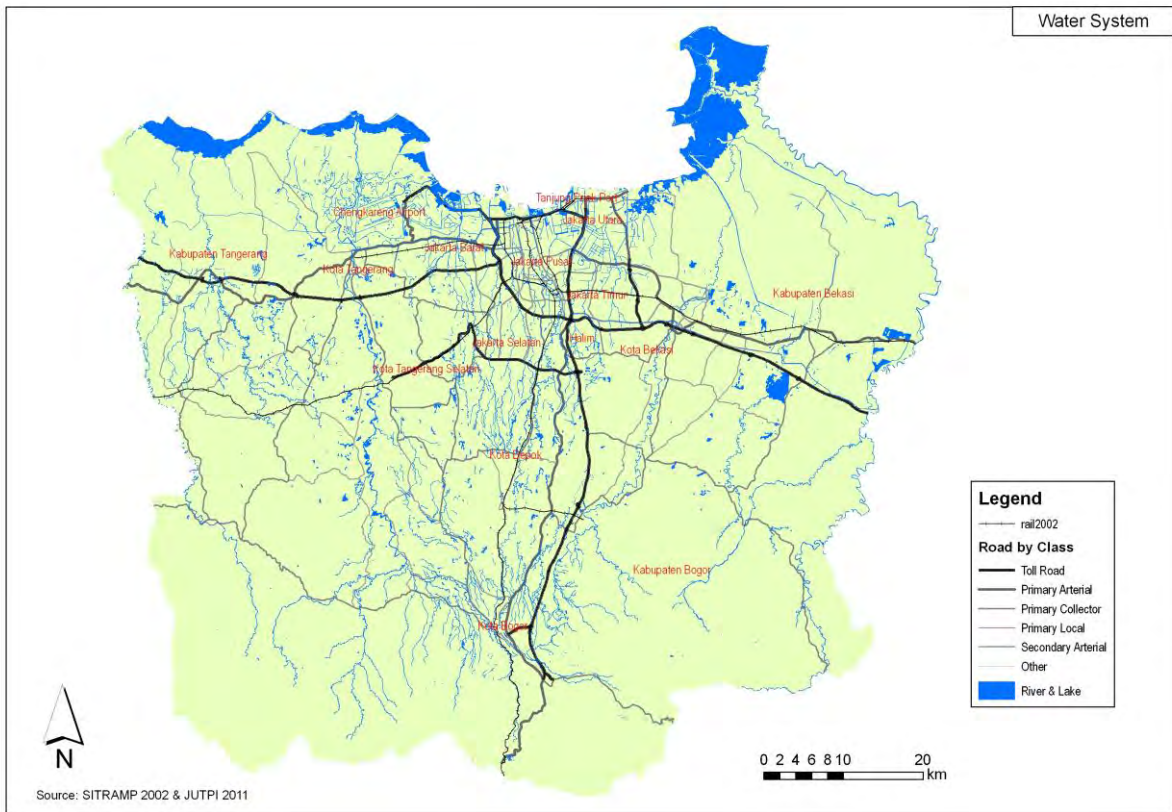 Water System
Tanjung Priok Port
Chengkareng Airport
Jakarta Utara
Jakarta Barat
Kabupaten Tangerang
Jakarta Pusat
Kota Tangerang
Jakarta Timur
Kabupaten Bekasi
Jakarta Selatan
Halim
Kota Bekasi
Kota Tangerang Selatan
Kota Depok
Kabupaten Bogor
Kota Bogor
Legend
rail2002
Road by Class
Toll Road
Primary Arterial
Primary Collector
Primary Local
Secondary Arterial
Other
River & Lake
N
0 2 4 6 8 10 20
km
Source: SITRAMP 2002 & JUTPI 2011